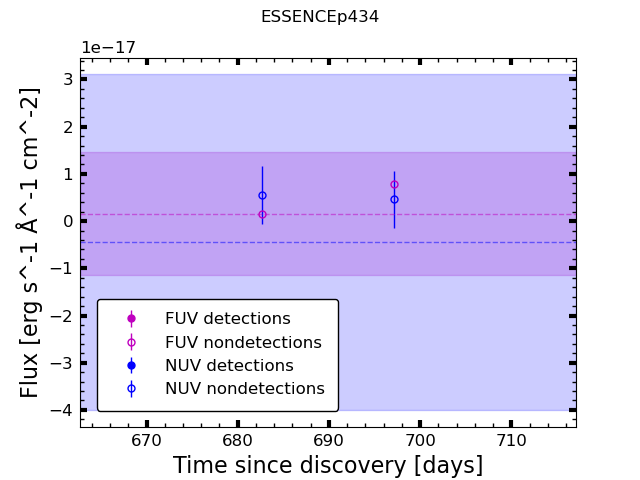 ESSENCEp434
1e−17
3
2
1
0
−1
−2
−3
−4
Flux [erg s^-1 Å^-1 cm^-2]
FUV detections
FUV nondetections
NUV detections
NUV nondetections
670 680 690 700 710
Time since discovery [days]